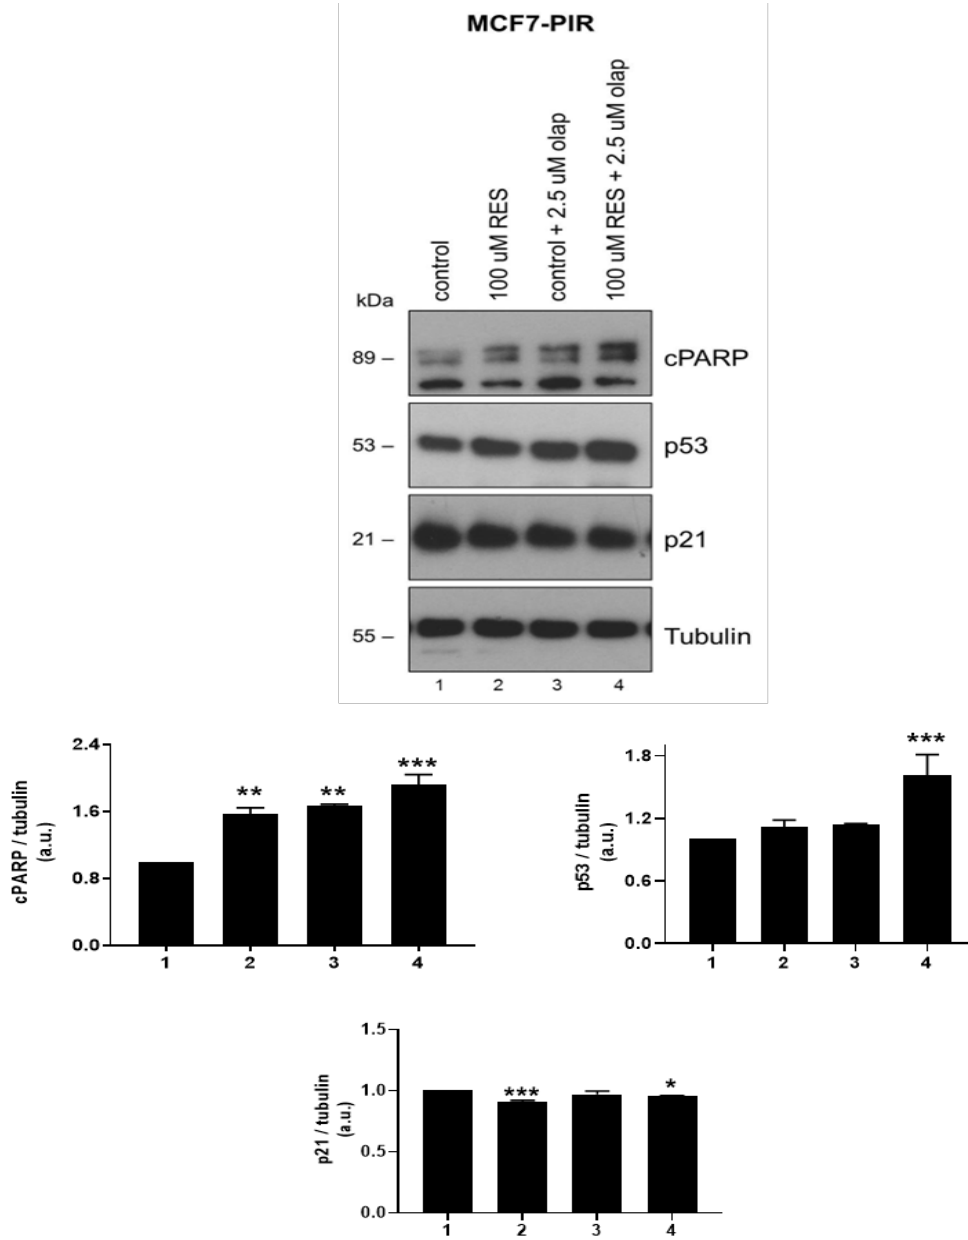 MCF7-PIR
control
100 uM RES
control + 2.5 uM olap
100 uM RES + 2.5 uM olap
kDa
89 –
cPARP
53 –
p53
21 –
p21
55 –
Tubulin
1 2 3 4
cPARP / tubulin
(a.u.)
2.4
1.6
0.8
0.0
** ** ***
1 2 3 4
p53 / tubulin
(a.u.)
1.8
1.2
0.6
0.0
***
1 2 3 4
p21 / tubulin
(a.u.)
1.5
1.0
0.5
0.0
*** *
1 2 3 4